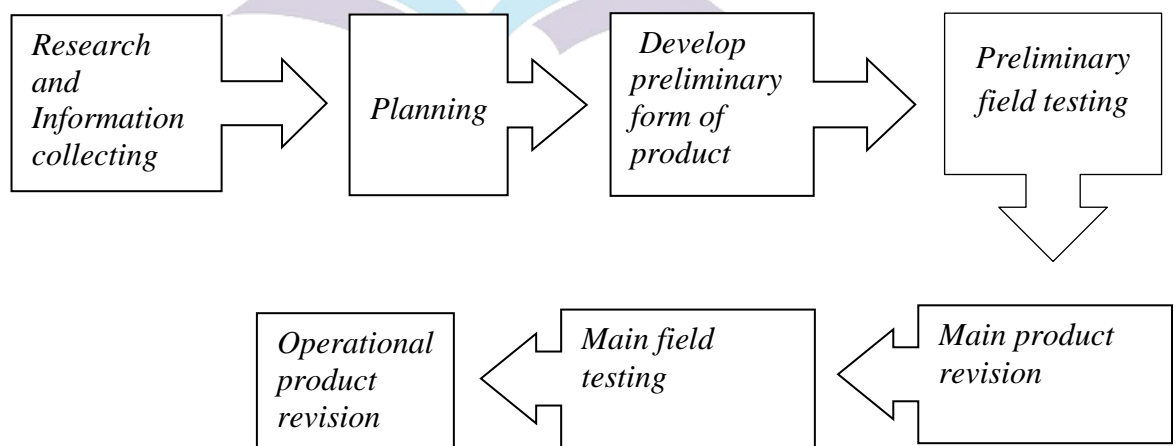 Research
and
Information
collecting
Planning
Develop
preliminary
form of
product
Preliminary
field testing
Main product
revision
Main field
testing
Operational
product
revision